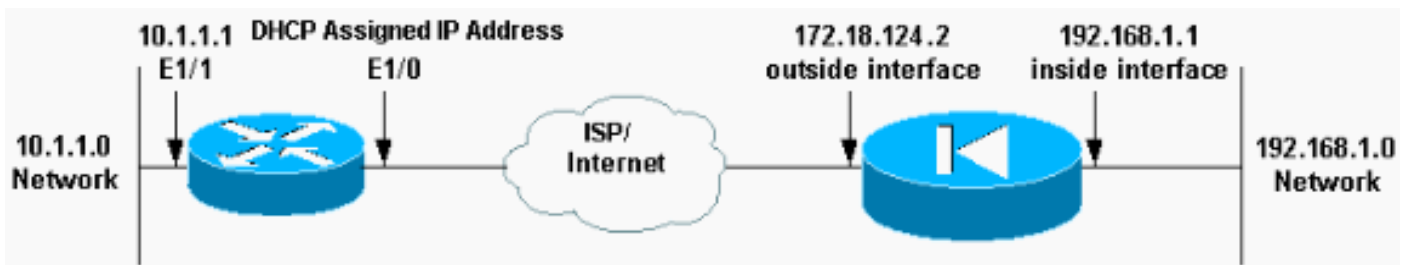 10.1.1.1 DHCP Assigned IP Address
E1/1 E1/0
172.18.124.2
outside interface
192.168.1.1
inside interface
10.1.1.0
Network
ISP/
Internet
192.168.1.0
Network